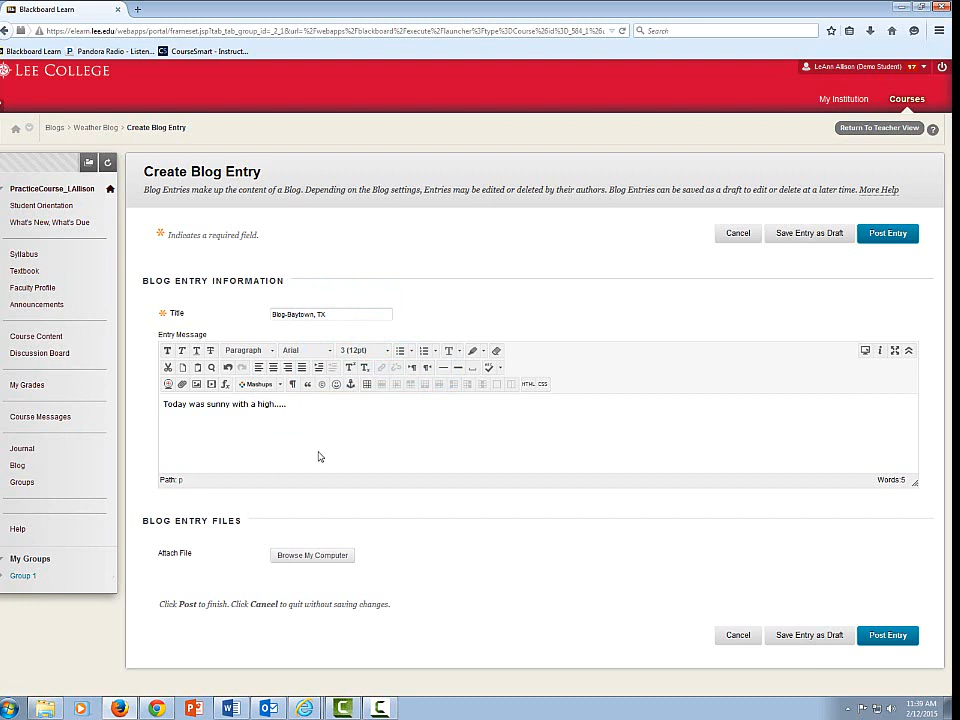 Blackboard Learn
https://elearn.lee.edu/webapps/portal/frameset.jsp?tab_tab_group_id=_2_1&url=%2Fwebapps%2Fblackboard%2Fexecute%2Flauncher%3Ftype%3DCourse%26id%3D_584_1%26u
Search
Blackboard Learn
Pandora Radio - Listen...
CS CourseSmart - Instruct...
LEE COLLEGE
LeAnn Allison (Demo Student) 17
My Institution
Courses
Blogs > Weather Blog > Create Blog Entry
Return To Teacher View
?
PracticeCourse_LAllison
Student Orientation
What's New, What's Due
Syllabus
Textbook
Faculty Profile
Announcements
Course Content
Discussion Board
My Grades
Course Messages
Journal
Blog
Groups
Help
My Groups
Group 1
Create Blog Entry
Blog Entries make up the content of a Blog. Depending on the Blog settings, Entries may be edited or deleted by their authors. Blog Entries can be saved as a draft to edit or delete at a later time. More Help
* Indicates a required field.
Cancel
Save Entry as Draft
Post Entry
BLOG ENTRY INFORMATION
* Title
Blog-Baytown, TX
Entry Message
T T T T Paragraph Arial 3 (12pt)
Mashups
HTML CSS
Today was sunny with a high.....
Path: p
Words:5
BLOG ENTRY FILES
Attach File
Browse My Computer
Click Post to finish. Click Cancel to quit without saving changes.
Cancel
Save Entry as Draft
Post Entry
11:39 AM
2/12/2015